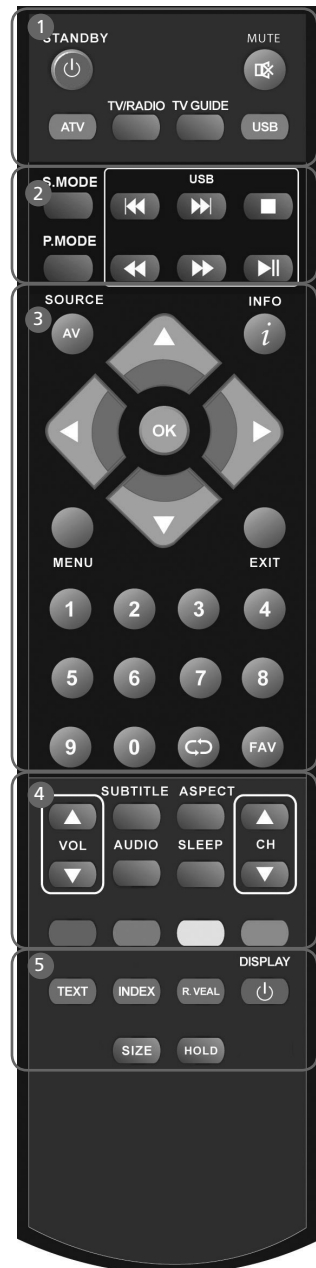 1
STANDBY MUTE
TV/RADIO TV GUIDE
ATV USB
2
S.MODE USB
P.MODE
3
SOURCE INFO
AV i
OK
MENU EXIT
1 2 3 4
5 6 7 8
9 0 FAV
4
SUBTITLE ASPECT
VOL AUDIO SLEEP CH
5
DISPLAY
TEXT INDEX R.VEAL
SIZE HOLD